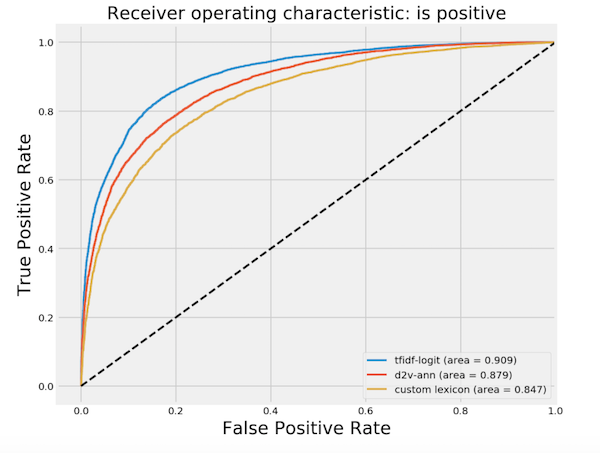 Receiver operating characteristic: is positive
True Positive Rate
1.0
0.8
0.6
0.4
0.2
0.0
tfidf-logit (area = 0.909)
d2v-ann (area = 0.879)
custom lexicon (area = 0.847)
0.0 0.2 0.4 0.6 0.8 1.0
False Positive Rate